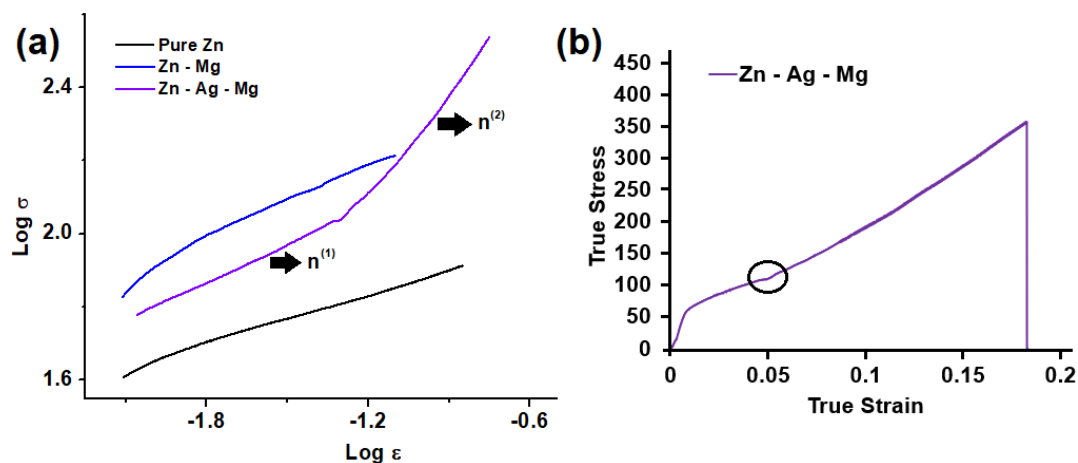 (a)
Pure Zn
Zn - Mg
Zn - Ag - Mg
2.4
2.0
1.6
Log σ
n(1)
n(2)
-1.8
-1.2
-0.6
Log ε
(b)
Zn - Ag - Mg
450
400
350
300
250
200
150
100
50
0
True Stress
0
0.05
0.1
0.15
0.2
True Strain